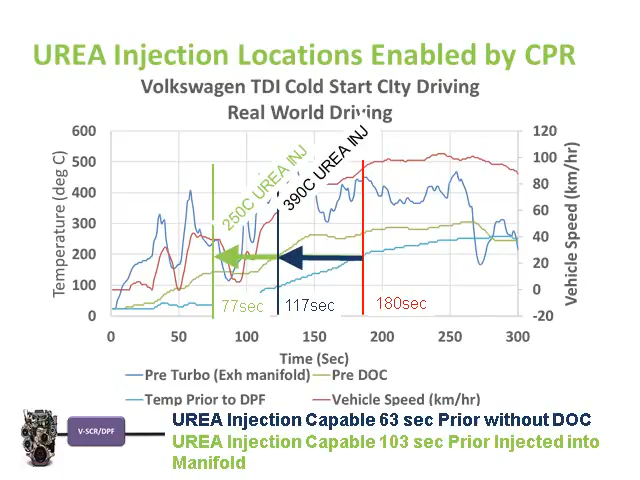 UREA Injection Locations Enabled by CPR
Volkswagen TDI Cold Start CIty Driving
Real World Driving
600
500
400
300
200
100
0
Temperature (deg C)
120
100
80
60
40
20
0
-20
Vehicle Speed (km/hr)
250C UREA INJ
390C UREA INJ
77sec
117sec
180sec
0
50
100
150
200
250
300
Time (Sec)
Pre Turbo (Exh manifold)
Pre DOC
Temp Prior to DPF
Vehicle Speed (km/hr)
V-SCR/DPF
UREA Injection Capable 63 sec Prior without DOC
UREA Injection Capable 103 sec Prior Injected into
Manifold